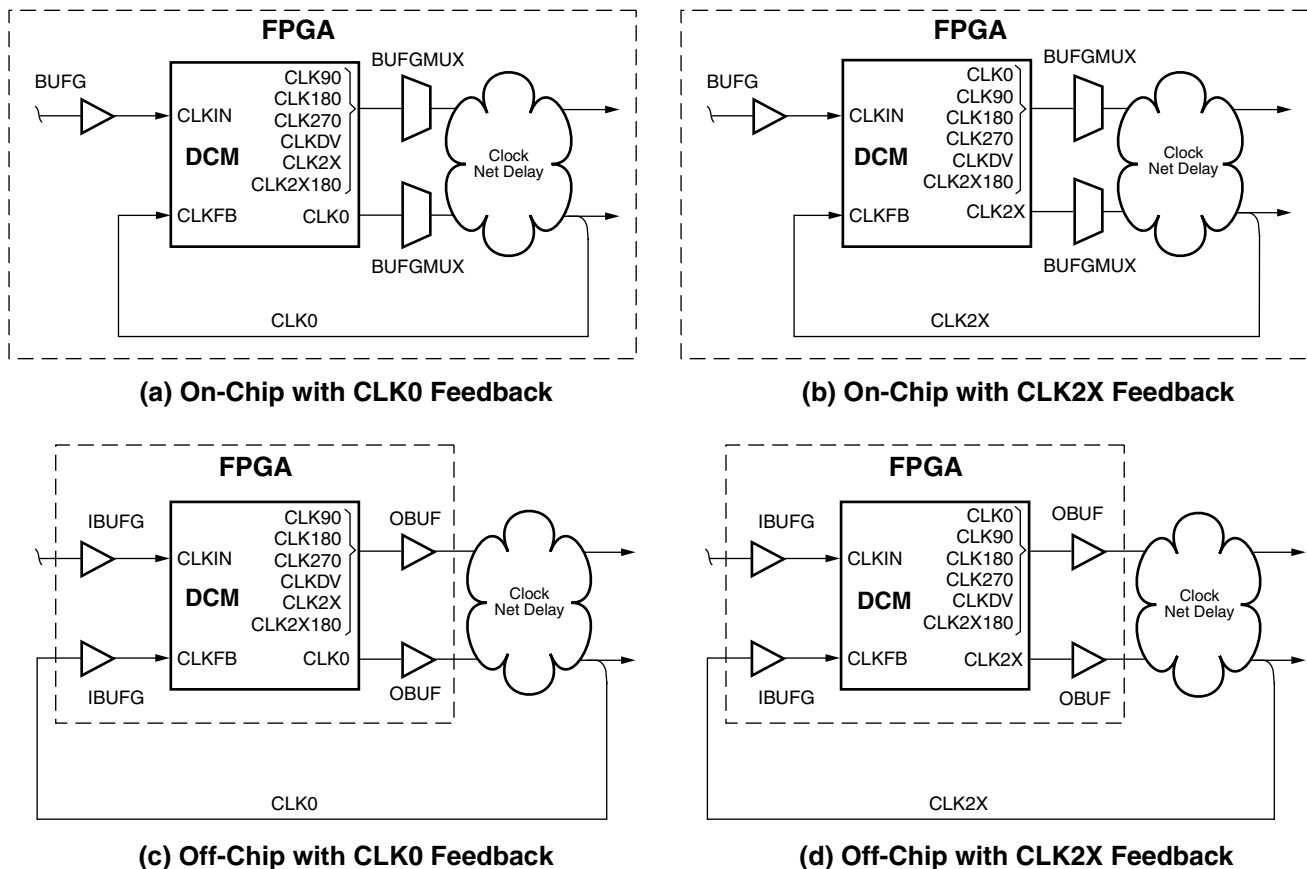 FPGA
BUFG
CLKIN
DCM
CLKFB
CLK90
CLK180
CLK270
CLKDV
CLK2X
CLK2X180
CLK0
BUFGMUX
BUFGMUX
Clock
Net Delay
CLK0
(a) On-Chip with CLK0 Feedback
FPGA
BUFG
CLKIN
DCM
CLKFB
CLK0
CLK90
CLK180
CLK270
CLKDV
CLK2X180
CLK2X
BUFGMUX
BUFGMUX
Clock
Net Delay
CLK2X
(b) On-Chip with CLK2X Feedback
FPGA
IBUFG
IBUFG
CLKIN
DCM
CLKFB
CLK90
CLK180
CLK270
CLKDV
CLK2X
CLK2X180
CLK0
OBUF
OBUF
Clock
Net Delay
CLK0
(c) Off-Chip with CLK0 Feedback
FPGA
IBUFG
IBUFG
CLKIN
DCM
CLKFB
CLK0
CLK90
CLK180
CLK270
CLKDV
CLK2X180
CLK2X
OBUF
OBUF
Clock
Net Delay
CLK2X
(d) Off-Chip with CLK2X Feedback